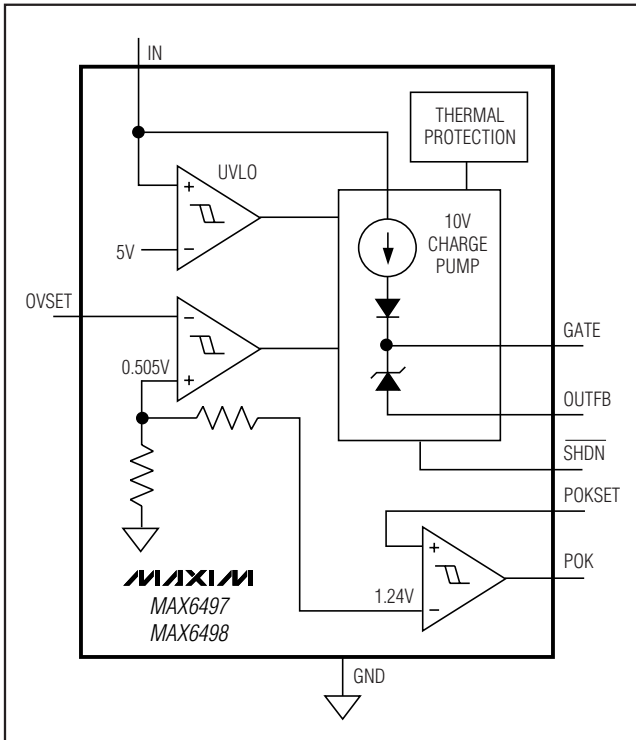 IN
THERMAL
PROTECTION
UVLO
+
−
5V
10V
CHARGE
PUMP
OVSET
−
+
0.505V
GATE
OUTFB
SHDN
POKSET
+
−
1.24V
POK
MAXIM
MAX6497
MAX6498
GND